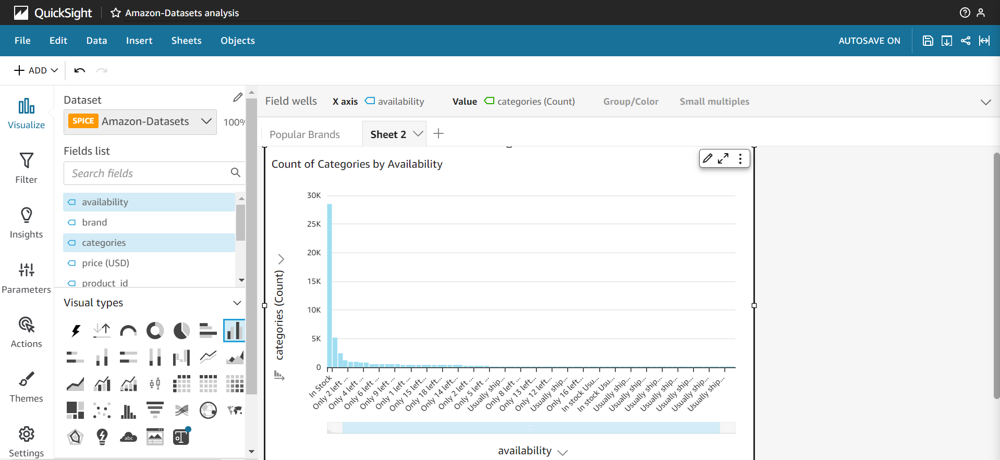 QuickSight Amazon-Datasets analysis
File Edit Data Insert Sheets Objects AUTOSAVE ON
ADD
Visualize
Filter
Insights
Parameters
Actions
Themes
Settings
Dataset
SPICE Amazon-Datasets 100%
Fields list
Search fields
availability
brand
categories
price (USD)
product_id
Visual types
abc
Field wells X axis availability Value categories (Count) Group/Color Small multiples
Popular Brands Sheet 2
Count of Categories by Availability
categories (Count)
30K
25K
20K
15K
10K
5K
0
In Stock
Only 2 left ...
Only 4 left ...
Only 6 left ...
Only 9 left ...
Only 1 left ...
Only 15 left...
Only 18 left...
Only 14 left...
Only 2 left ...
Only 5 left ...
Usually ship...
Only 8 left ...
Only 13 left...
Only 12 left...
Usually ship...
Only 16 left...
In stock Usu...
In stock Usu...
Usually ship...
Usually ship...
Usually ship...
Usually ship...
Usually ship...
Usually ship...
Usually ship...
availability